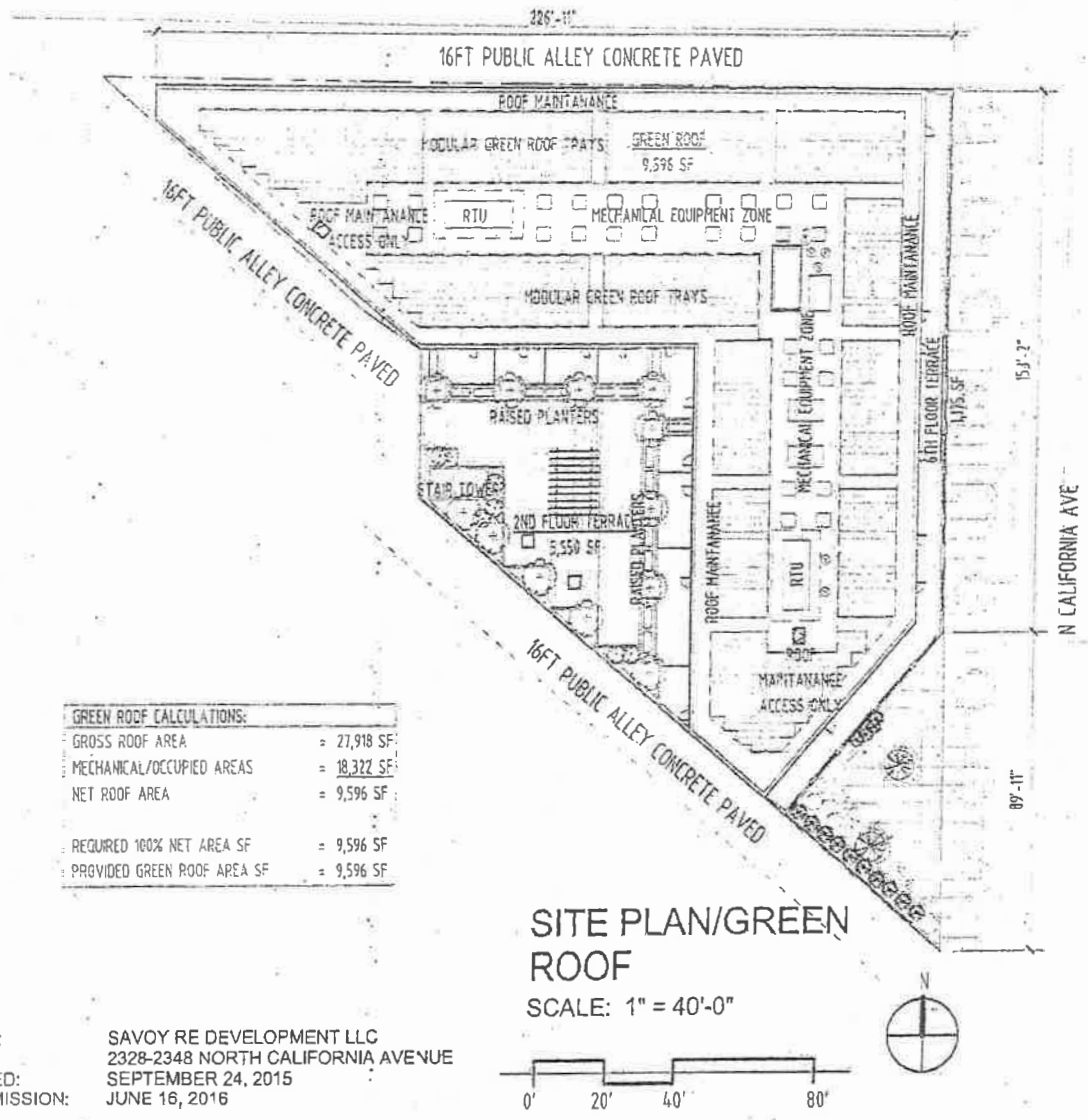 226'-11"
16FT PUBLIC ALLEY CONCRETE PAVED
ROOF MAINTANANCE
MODULAR GREEN ROOF TRAYS
GREEN ROOF
9,596 SF
16FT PUBLIC ALLEY CONCRETE PAVED
ROOF MAINTANANCE
ACCESS ONLY
RTU
MECHANICAL EQUIPMENT ZONE
MODULAR GREEN ROOF TRAYS
ROOF MAINTANANCE
6TH FLOOR TERRACE
1,175 SF
153'-2"
N CALIFORNIA AVE
MECHANICAL EQUIPMENT ZONE
RAISED PLANTERS
STAIR TOWER
2ND FLOOR TERRACE
5,550 SF
RAISED PLANTERS
ROOF MAINTANANCE
RTU
ROOF
MAINTANANCE
ACCESS ONLY
16FT PUBLIC ALLEY CONCRETE PAVED
89'-11"
GREEN ROOF CALCULATIONS:
GROSS ROOF AREA = 27,918 SF
MECHANICAL/OCCUPIED AREAS = 18,322 SF
NET ROOF AREA = 9,596 SF
REQUIRED 100% NET AREA SF = 9,596 SF
PROVIDED GREEN ROOF AREA SF = 9,596 SF
SITE PLAN/GREEN
ROOF
SCALE: 1" = 40'-0"
N
0' 20' 40' 80'
SAVOY RE DEVELOPMENT LLC
2328-2348 NORTH CALIFORNIA AVENUE
ED: SEPTEMBER 24, 2015
MISSION: JUNE 16, 2016